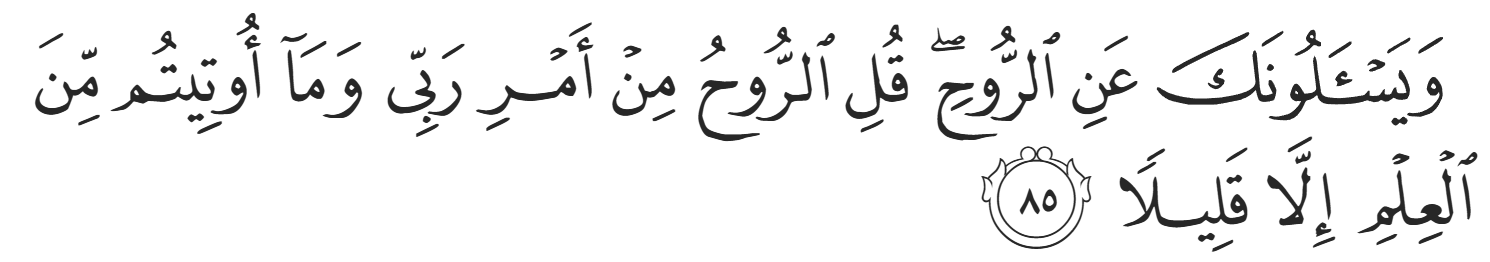 وَيَسْـَٔلُونَكَ عَنِ ٱلرُّوحِ ۖ قُلِ ٱلرُّوحُ مِنْ أَمْرِ رَبِّى وَمَآ أُوتِيتُم مِّنَ
ٱلْعِلْمِ إِلَّا قَلِيلًا ٨٥